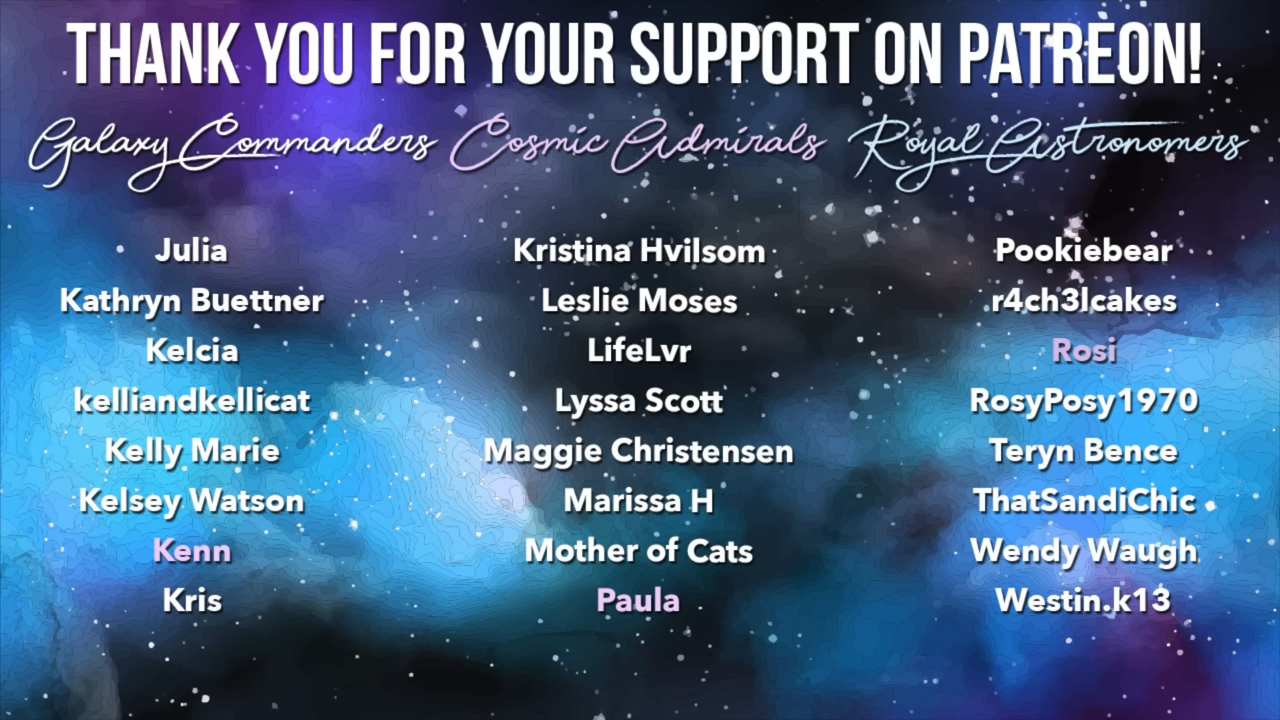 THANK YOU FOR YOUR SUPPORT ON PATREON!
Galaxy Commanders Cosmic Admirals Royal Astronomers
Julia Kristina Hvilsom Pookiebear
Kathryn Buettner Leslie Moses r4ch3lcakes
Kelcia LifeLvr Rosi
kelliandkellicat Lyssa Scott RosyPosy1970
Kelly Marie Maggie Christensen Teryn Bence
Kelsey Watson Marissa H ThatSandiChic
Kenn Mother of Cats Wendy Waugh
Kris Paula Westin.k13